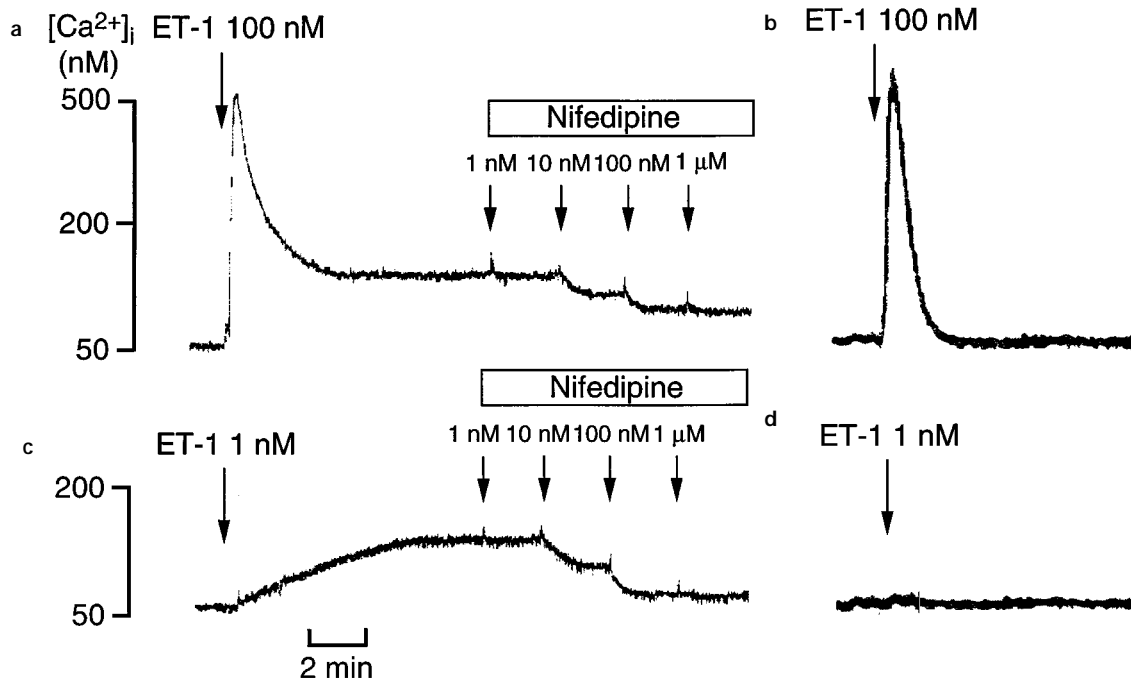 a [Ca²⁺]ᵢ ET-1 100 nM
(nM)
500
200
50
Nifedipine
1 nM 10 nM 100 nM 1 μM
b ET-1 100 nM
Nifedipine
c ET-1 1 nM 1 nM 10 nM 100 nM 1 μM
200
50
2 min
d ET-1 1 nM